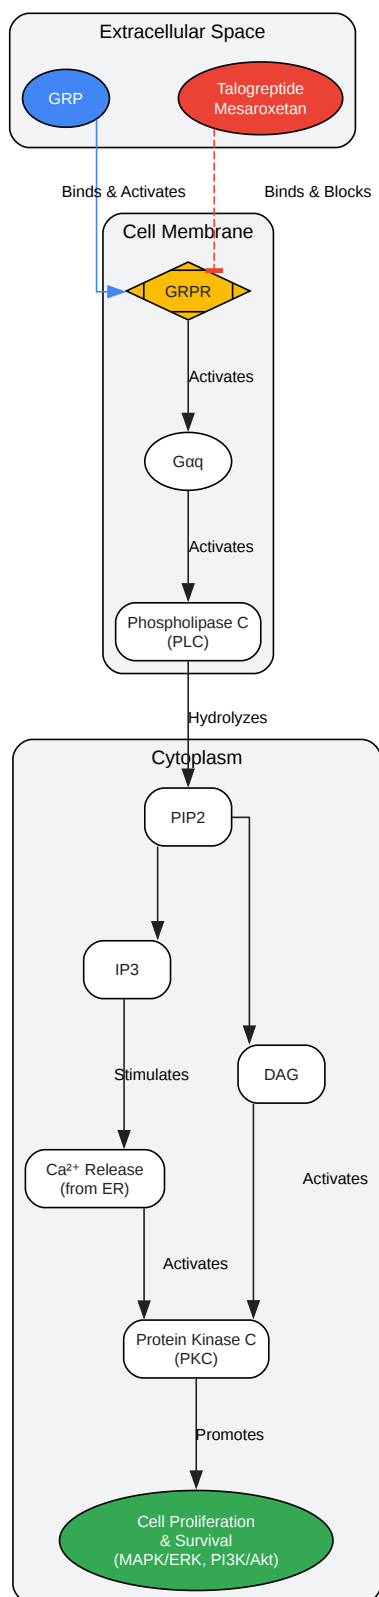 Extracellular Space
GRP
Talogreptide
Mesaroxetan
Binds & Activates
Binds & Blocks
Cell Membrane
GRPR
Activates
Gαq
Activates
Phospholipase C
(PLC)
Hydrolyzes
Cytoplasm
PIP2
IP3
Stimulates
DAG
Ca²⁺ Release
(from ER)
Activates
Activates
Protein Kinase C
(PKC)
Promotes
Cell Proliferation
& Survival
(MAPK/ERK, PI3K/Akt)